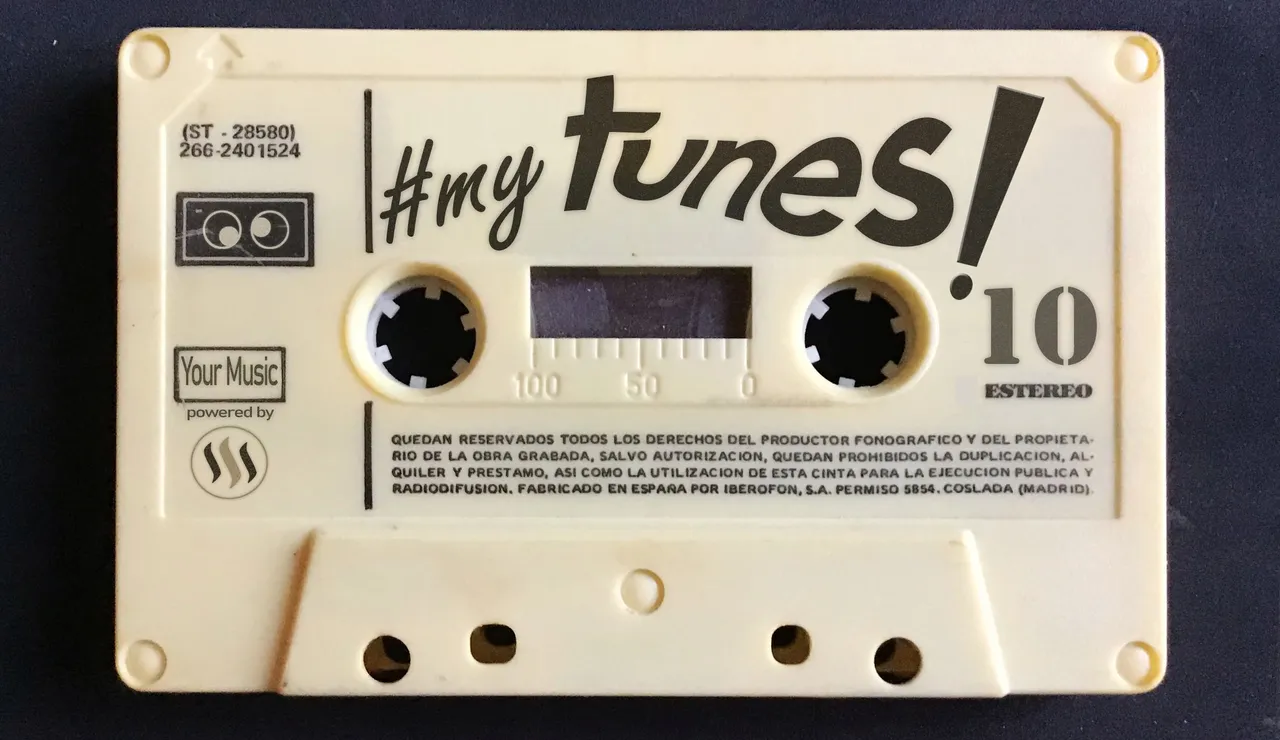 (ST - 28580)
266-2401524
#my tunes!
10
ESTEREO
100 50 0
Your Music
powered by
QUEDAN RESERVADOS TODOS LOS DERECHOS DEL PRODUCTOR FONOGRAFICO Y DEL PROPIETA-
RIO DE LA OBRA GRABADA, SALVO AUTORIZACION, QUEDAN PROHIBIDOS LA DUPLICACION, AL-
QUILER Y PRESTAMO, ASI COMO LA UTILIZACION DE ESTA CINTA PARA LA EJECUCION PUBLICA Y
RADIODIFUSION. FABRICADO EN ESPAÑA POR IBEROFON, S.A. PERMISO 5854. COSLADA (MADRID).